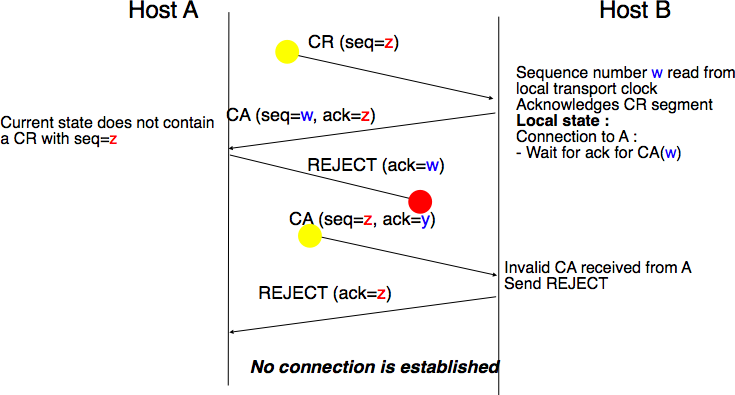 Host A
Host B
CR (seq=z)
Sequence number w read from
local transport clock
Acknowledges CR segment
Local state :
Connection to A :
- Wait for ack for CA(w)
CA (seq=w, ack=z)
Current state does not contain
a CR with seq=z
REJECT (ack=w)
CA (seq=z, ack=y)
Invalid CA received from A
Send REJECT
REJECT (ack=z)
No connection is established